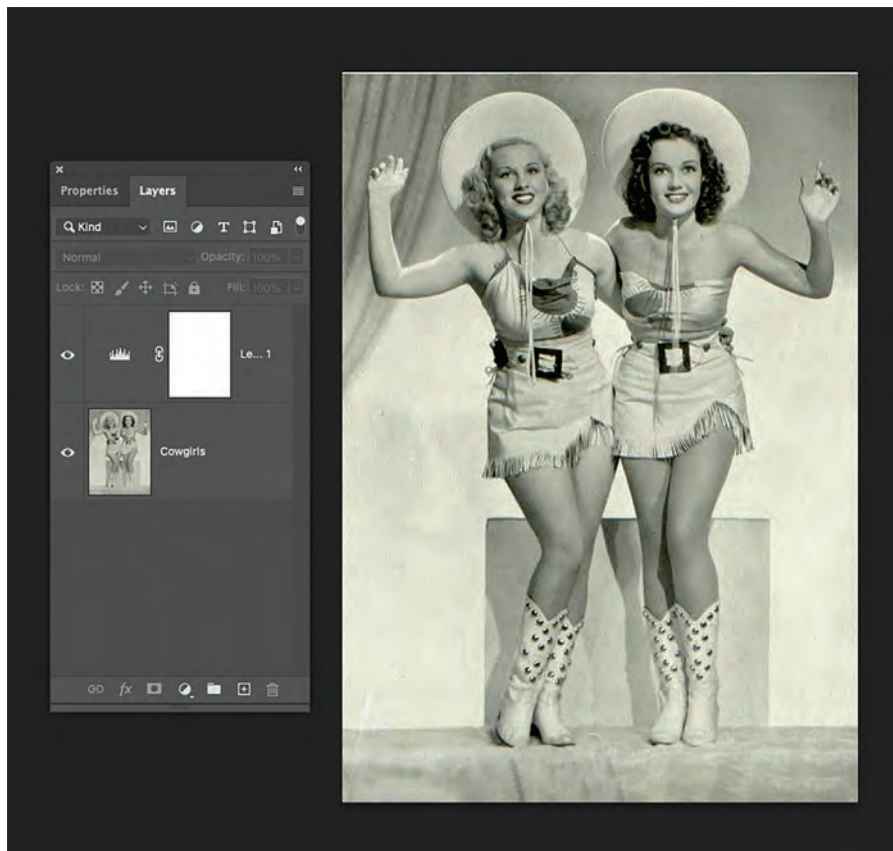 Properties Layers
Kind
Normal Opacity: 100%
Lock: Fill: 100%
Le... 1
Cowgirls
fx